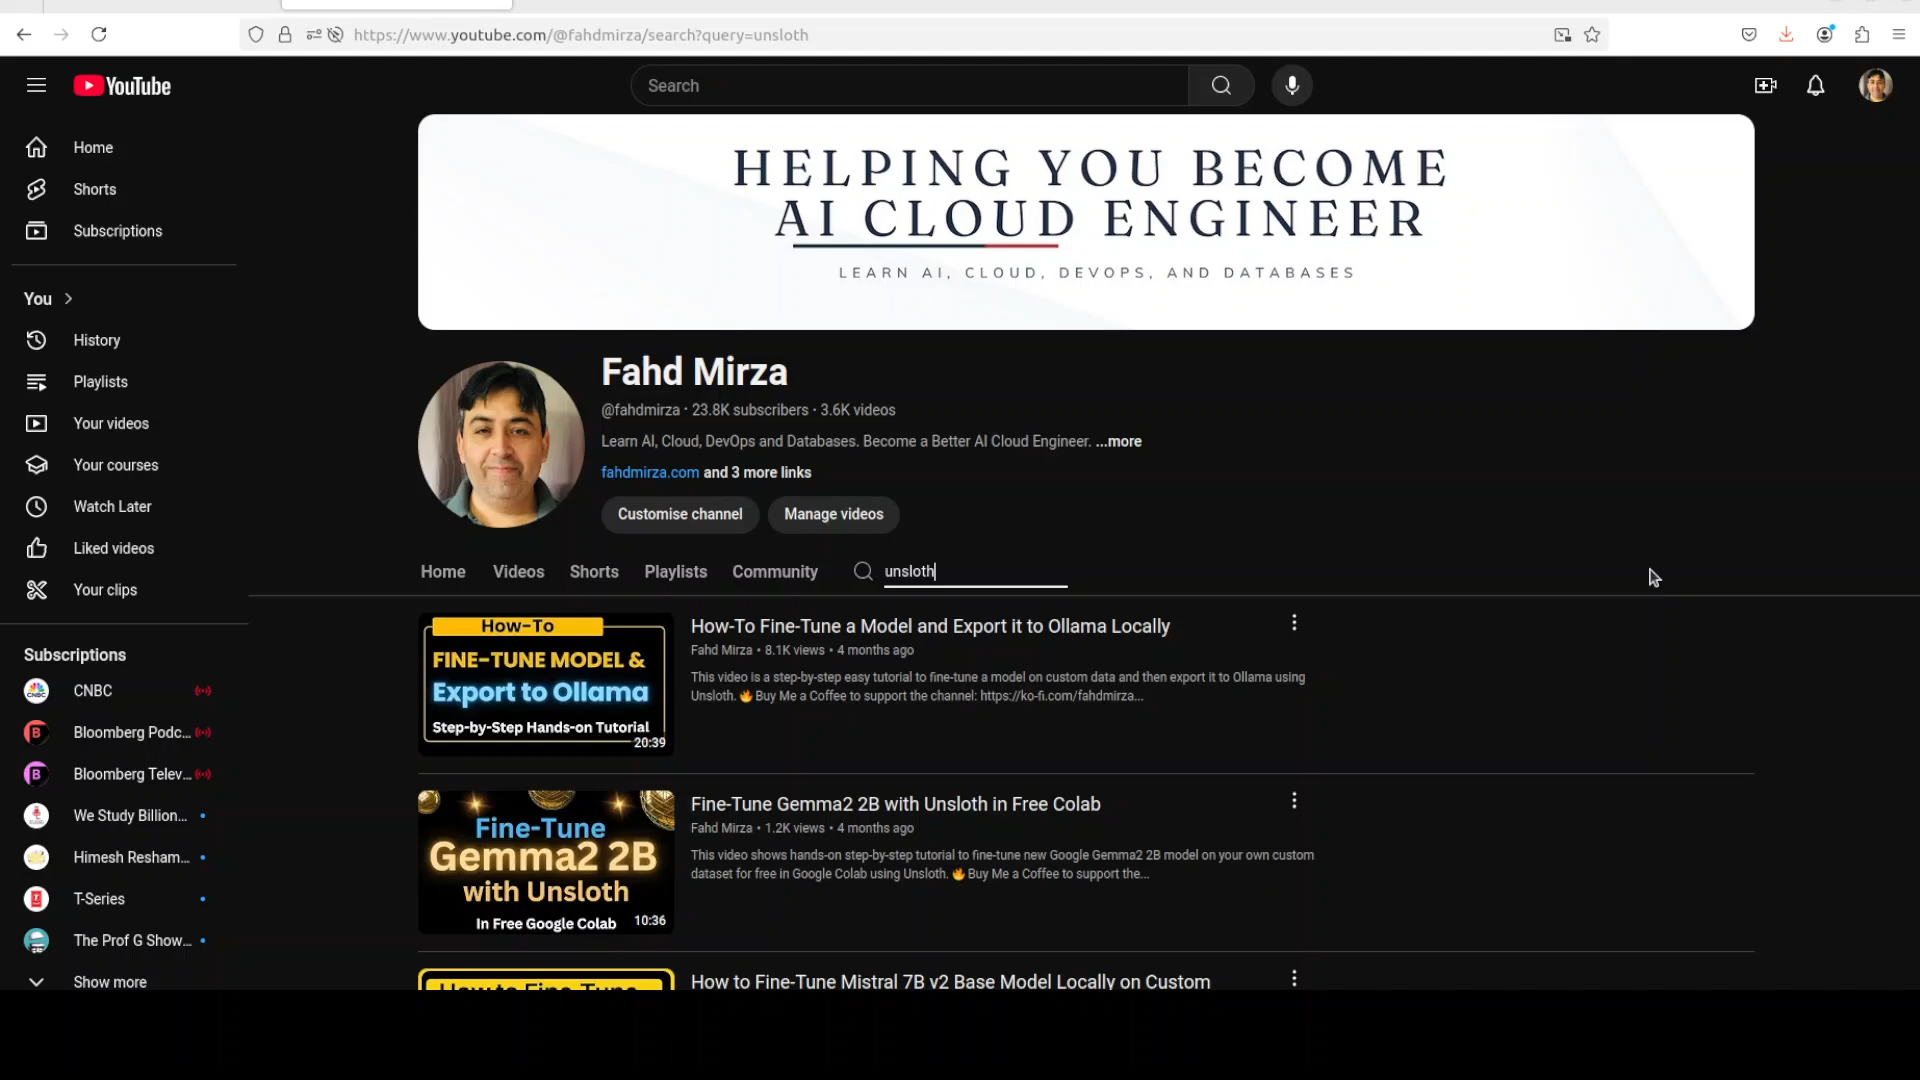 https://www.youtube.com/@fahdmirza/search?query=unsloth
YouTube
Search
Home
Shorts
Subscriptions
You
History
Playlists
Your videos
Your courses
Watch Later
Liked videos
Your clips
Subscriptions
CNBC
Bloomberg Podc...
Bloomberg Telev...
We Study Billion...
Himesh Resham...
T-Series
The Prof G Show...
Show more
HELPING YOU BECOME
AI CLOUD ENGINEER
LEARN AI, CLOUD, DEVOPS, AND DATABASES
Fahd Mirza
@fahdmirza · 23.8K subscribers · 3.6K videos
Learn AI, Cloud, DevOps and Databases. Become a Better AI Cloud Engineer. ...more
fahdmirza.com and 3 more links
Customise channel Manage videos
Home Videos Shorts Playlists Community unsloth
How-To
FINE-TUNE MODEL &
Export to Ollama
Step-by-Step Hands-on Tutorial
20:39
How-To Fine-Tune a Model and Export it to Ollama Locally
Fahd Mirza • 8.1K views • 4 months ago
This video is a step-by-step easy tutorial to fine-tune a model on custom data and then export it to Ollama using
Unsloth. 🔥 Buy Me a Coffee to support the channel: https://ko-fi.com/fahdmirza...
Fine-Tune
Gemma2 2B
with Unsloth
In Free Google Colab
10:36
Fine-Tune Gemma2 2B with Unsloth in Free Colab
Fahd Mirza • 1.2K views • 4 months ago
This video shows hands-on step-by-step tutorial to fine-tune new Google Gemma2 2B model on your own custom
dataset for free in Google Colab using Unsloth. 🔥 Buy Me a Coffee to support the...
How to Fine-Tune
How to Fine-Tune Mistral 7B v2 Base Model Locally on Custom